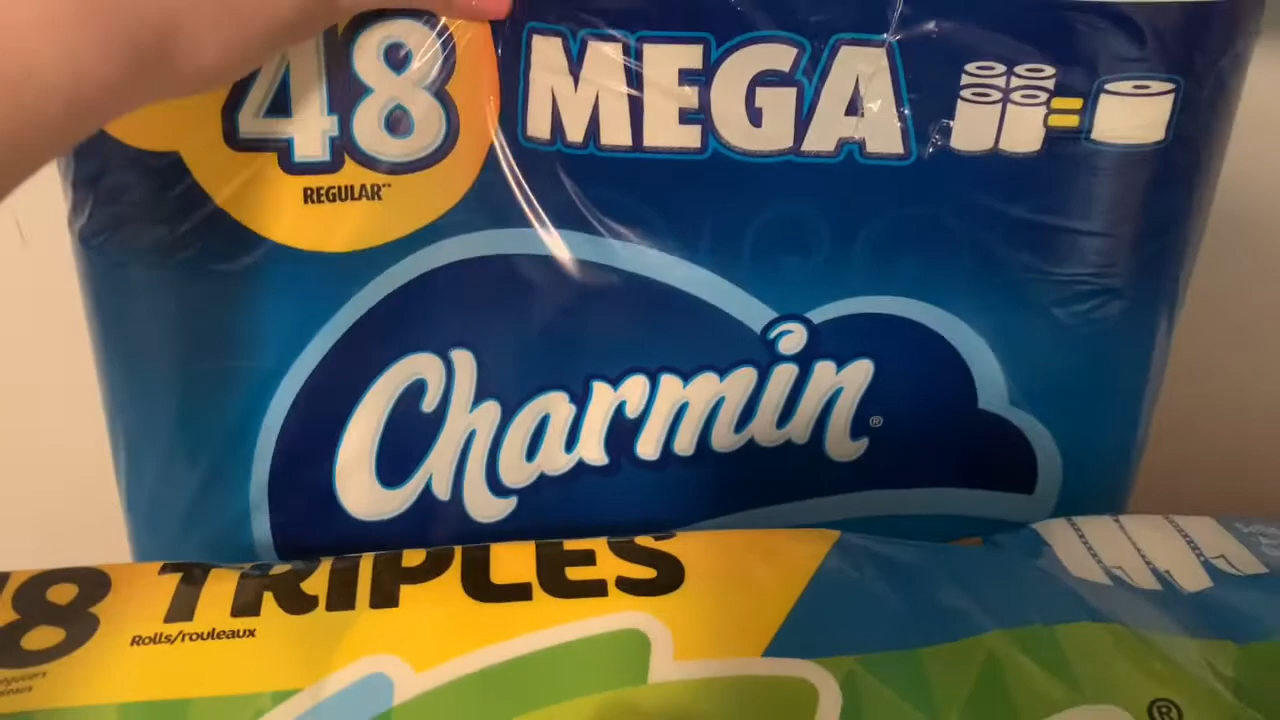 48 MEGA
REGULAR**
Charmin®
8 TRIPLES
Rolls/rouleaux
®